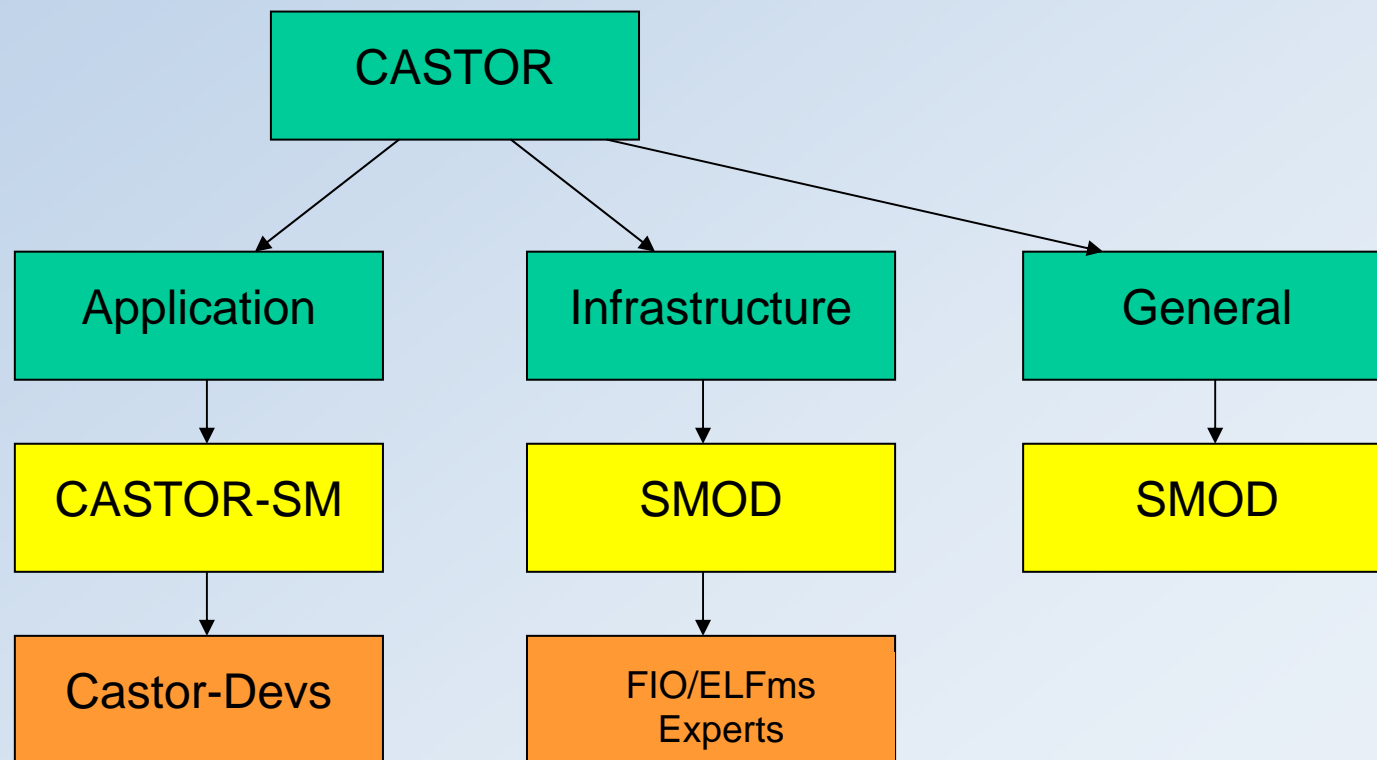 CASTOR
Application
Infrastructure
General
CASTOR-SM
SMOD
SMOD
Castor-Devs
FIO/ELFms
Experts